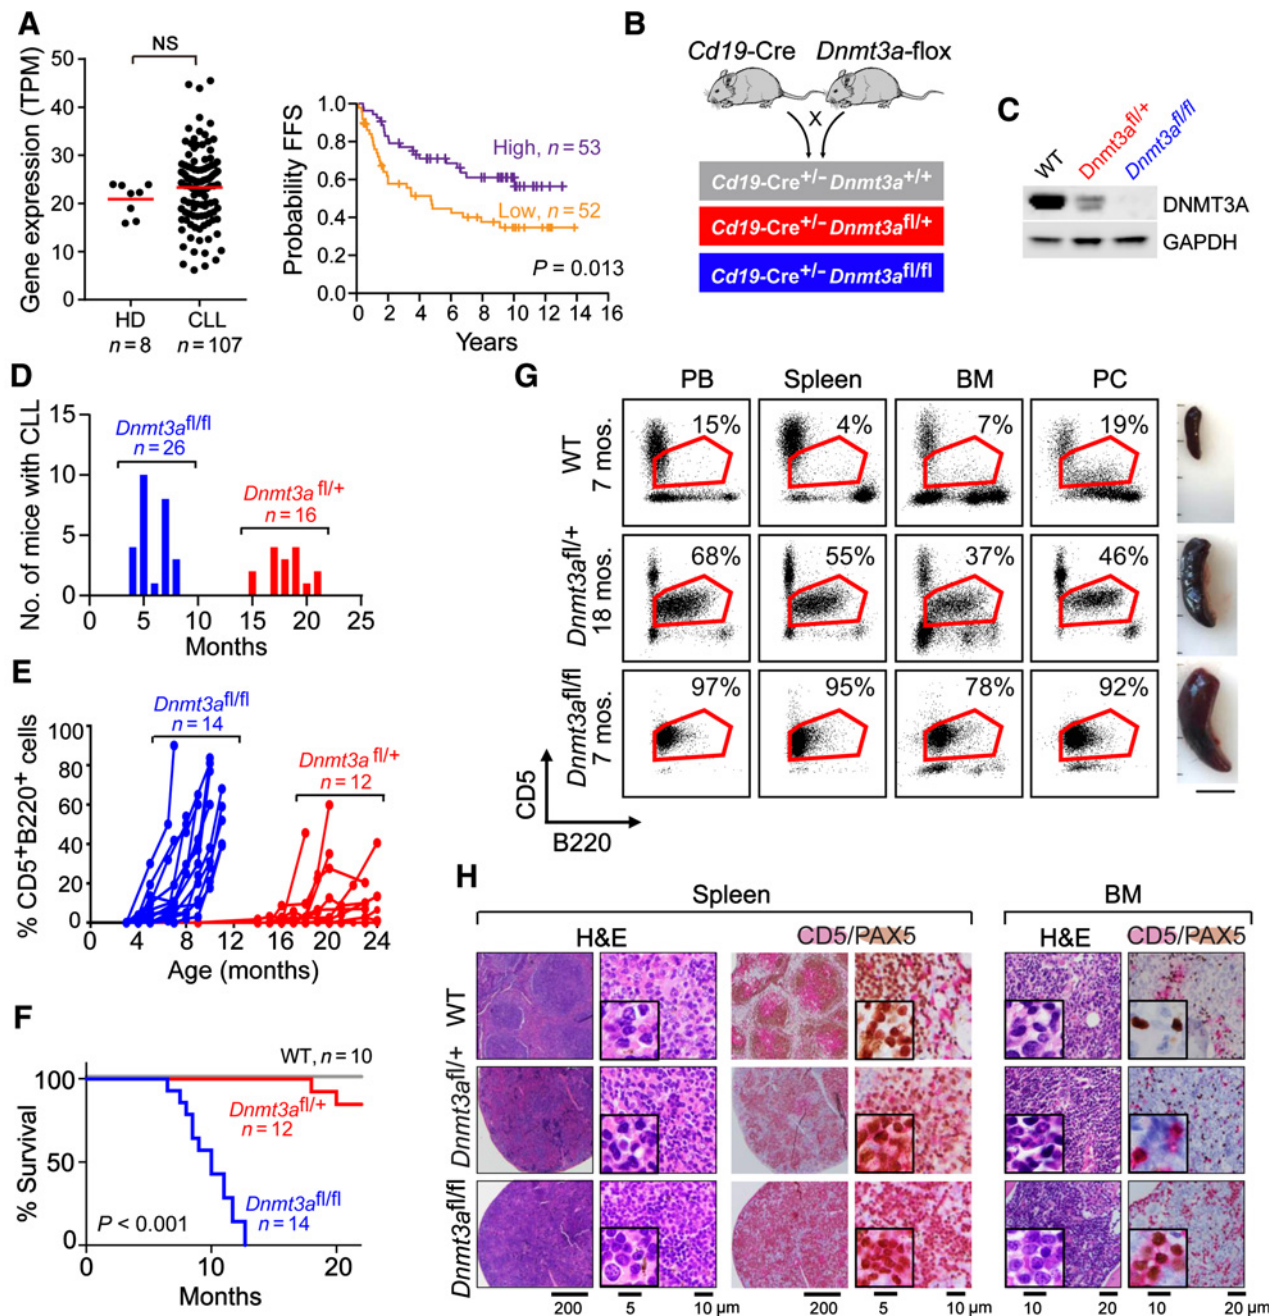 A
NS
Gene expression (TPM)
50
40
30
20
10
0
HD
n = 8
CLL
n = 107
Probability FFS
1.0
0.8
0.6
0.4
0.2
0.0
High, n = 53
Low, n = 52
P = 0.013
0 2 4 6 8 10 12 14 16
Years
B
Cd19-Cre
Dnmt3a-flox
X
Cd19-Cre+/– Dnmt3a+/+
Cd19-Cre+/– Dnmt3afl/+
Cd19-Cre+/– Dnmt3afl/fl
C
WT
Dnmt3afl/+
Dnmt3afl/fl
DNMT3A
GAPDH
D
No. of mice with CLL
15
10
5
0
Dnmt3afl/fl
n = 26
Dnmt3a fl/+
n = 16
0 5 10 15 20 25
Months
E
% CD5+B220+ cells
100
80
60
40
20
0
Dnmt3afl/fl
n = 14
Dnmt3a fl/+
n = 12
0 4 8 12 16 20 24
Age (months)
F
% Survival
100
50
0
WT, n = 10
Dnmt3afl/+
n = 12
Dnmt3afl/fl
n = 14
P < 0.001
0 10 20
Months
G
PB Spleen BM PC
WT
7 mos.
15% 4% 7% 19%
Dnmt3afl/+
18 mos.
68% 55% 37% 46%
Dnmt3afl/fl
7 mos.
97% 95% 78% 92%
CD5
B220
H
Spleen BM
H&E CD5/PAX5 H&E CD5/PAX5
WT
Dnmt3afl/+
Dnmt3afl/fl
200 5 10 μm 200 5 10 μm 10 20 10 20 μm